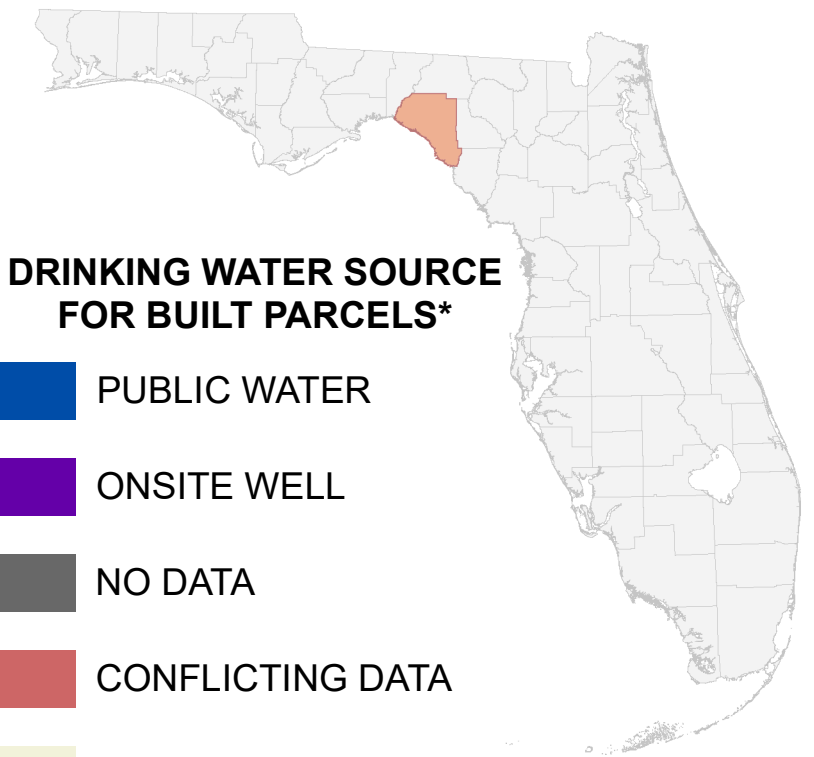 DRINKING WATER SOURCE
FOR BUILT PARCELS*
PUBLIC WATER
ONSITE WELL
NO DATA
CONFLICTING DATA